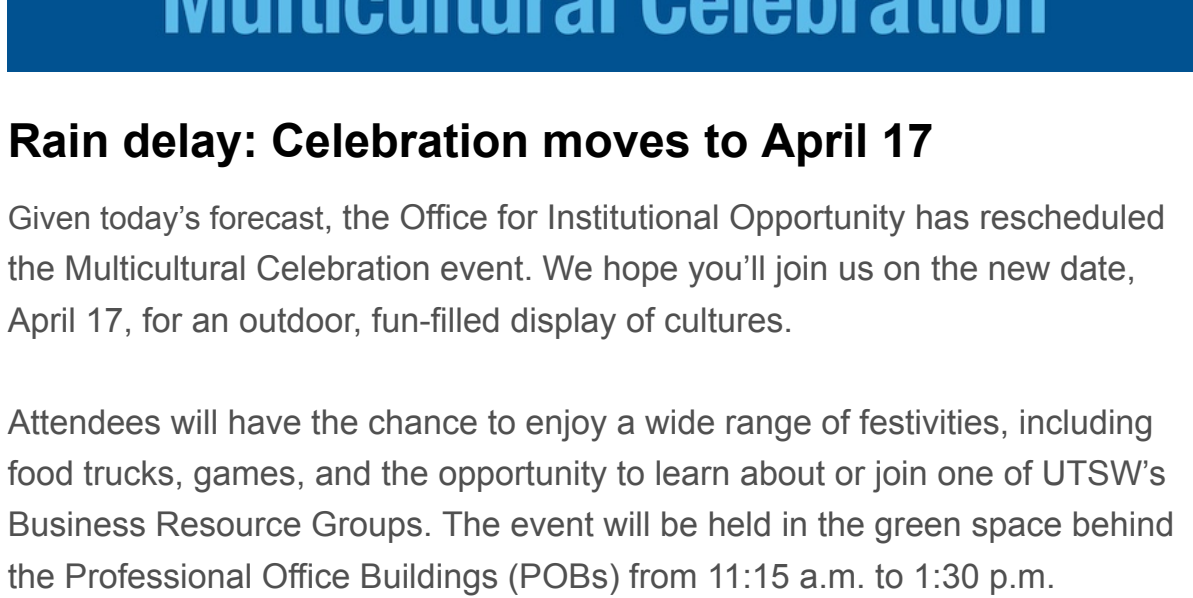 Multicultural Celebration
Rain delay: Celebration moves to April 17
Given today’s forecast, the Office for Institutional Opportunity has rescheduled
the Multicultural Celebration event. We hope you’ll join us on the new date,
April 17, for an outdoor, fun-filled display of cultures.
Attendees will have the chance to enjoy a wide range of festivities, including
food trucks, games, and the opportunity to learn about or join one of UTSW’s
Business Resource Groups. The event will be held in the green space behind
the Professional Office Buildings (POBs) from 11:15 a.m. to 1:30 p.m.